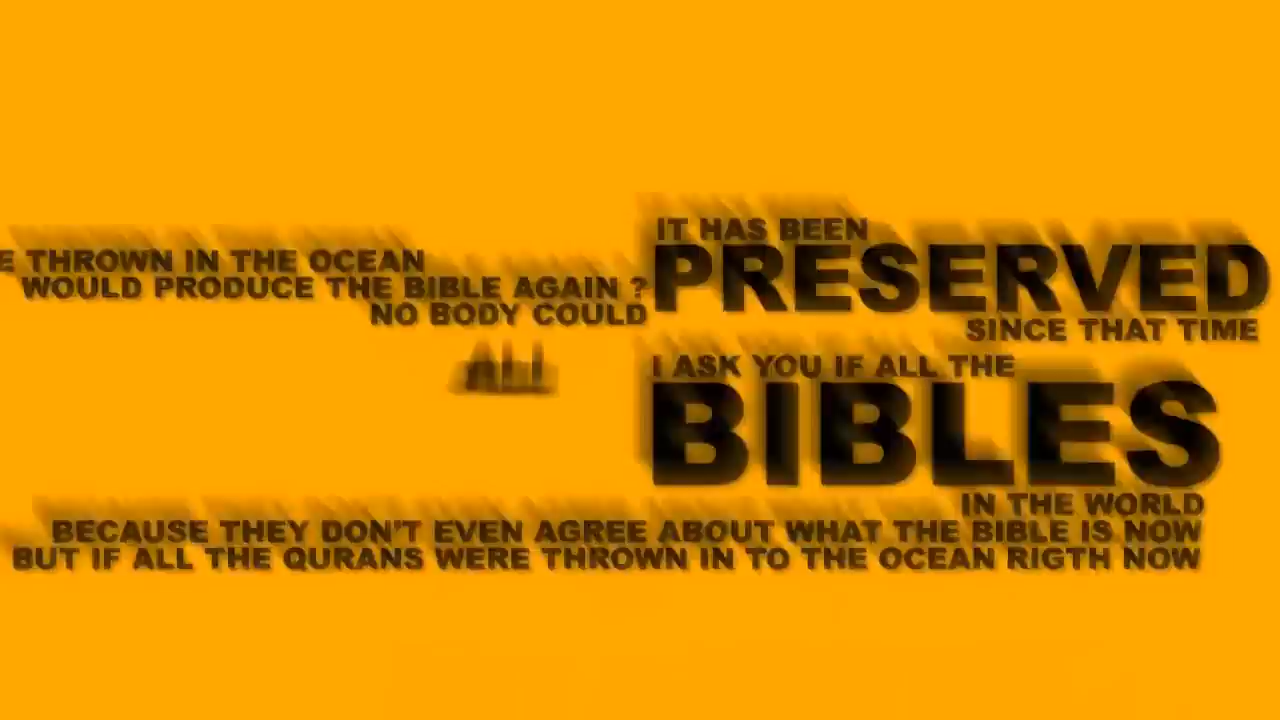 IT HAS BEEN
PRESERVED
SINCE THAT TIME
I ASK YOU IF ALL THE
BIBLES
IN THE WORLD
E THROWN IN THE OCEAN
WOULD PRODUCE THE BIBLE AGAIN ?
NO BODY COULD
ALL
BECAUSE THEY DON'T EVEN AGREE ABOUT WHAT THE BIBLE IS NOW
BUT IF ALL THE QURANS WERE THROWN IN TO THE OCEAN RIGTH NOW